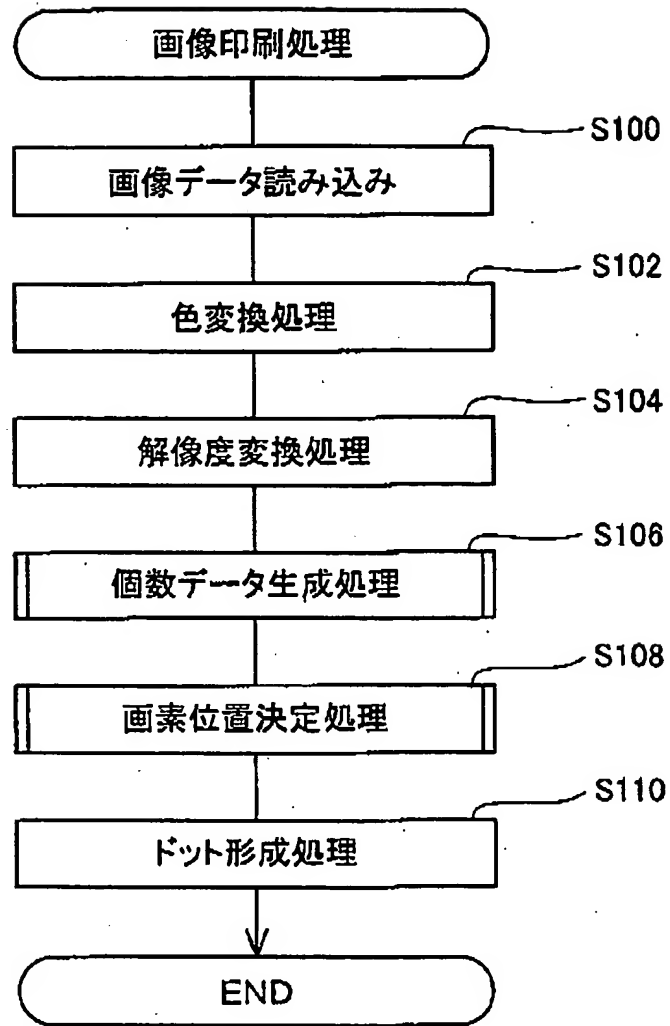 画像印刷処理
S100
画像データ読み込み
S102
色変換処理
S104
解像度変換処理
S106
個数データ生成処理
S108
画素位置決定処理
S110
ドット形成処理
END